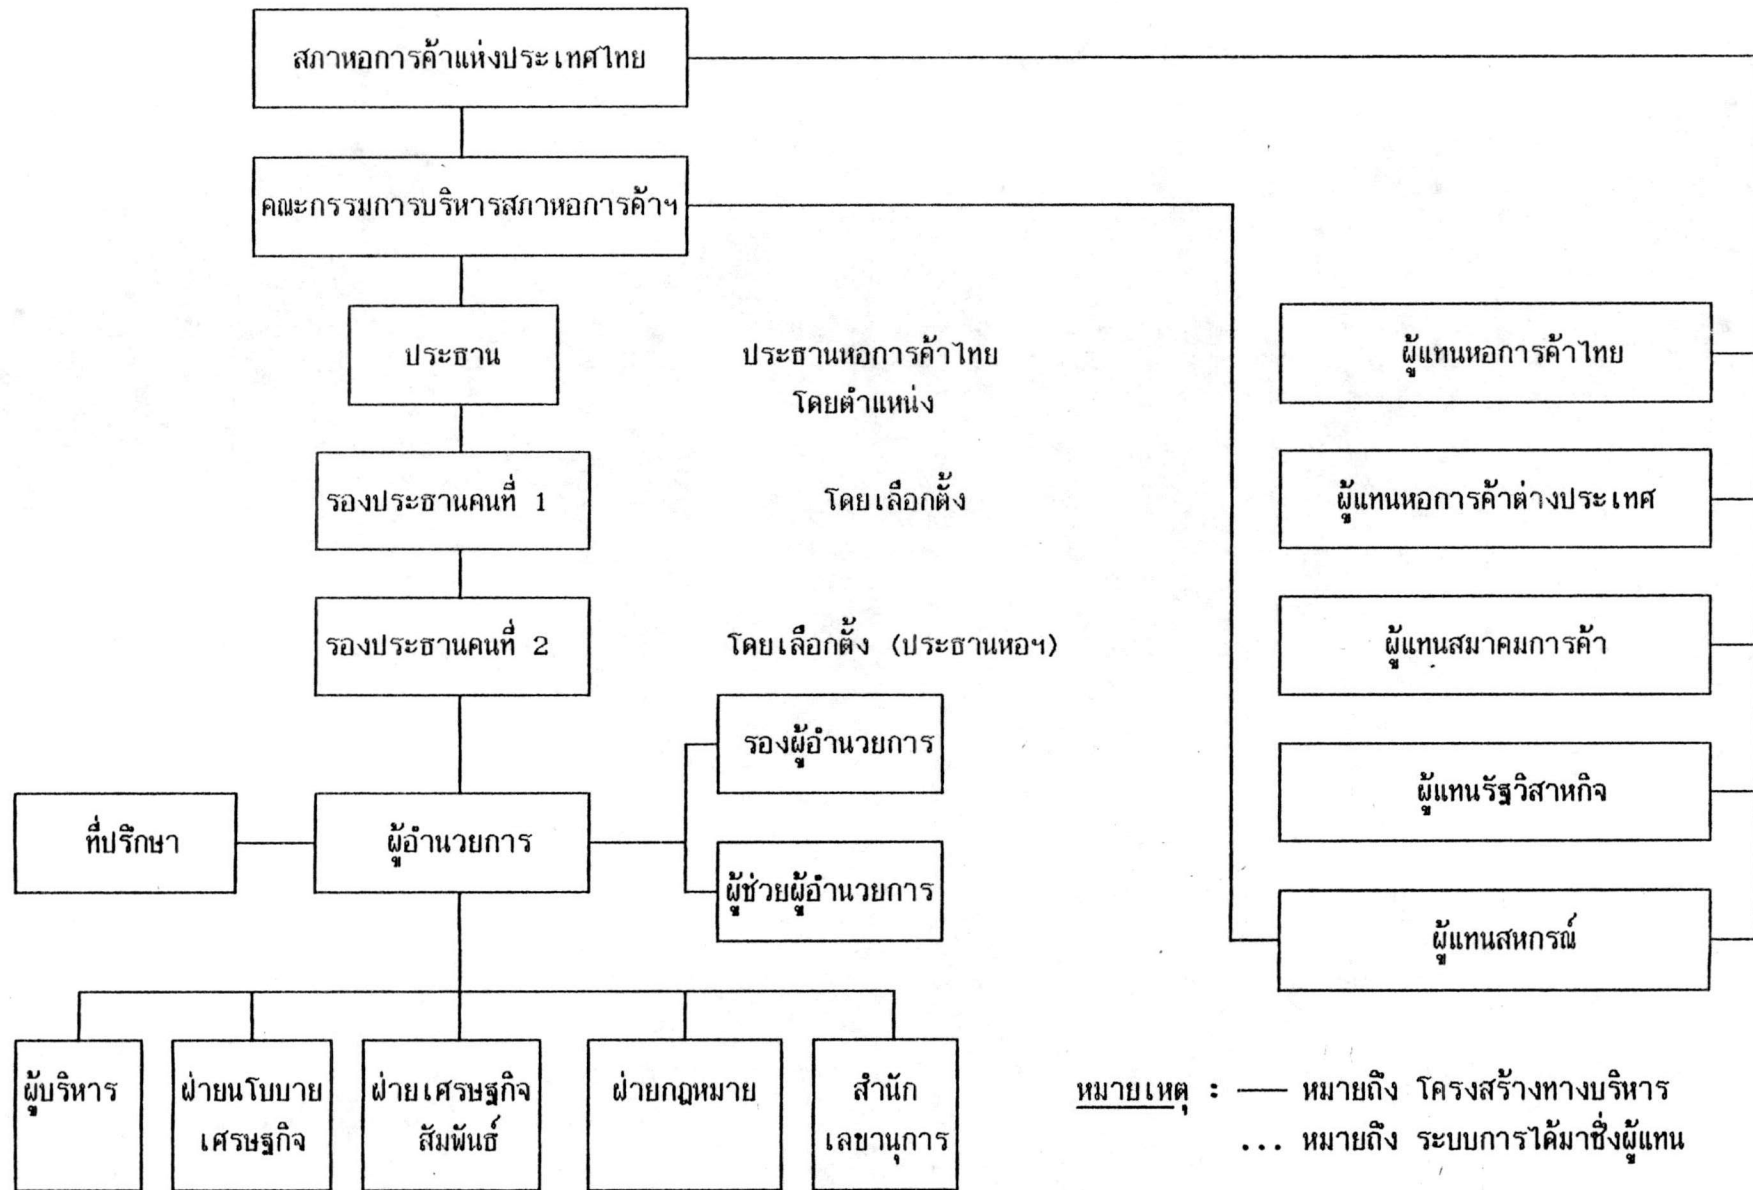 สภาหอการค้าแห่งประเทศไทย
คณะกรรมการบริหารสภาหอการค้าฯ
ประธาน
ประธานหอการค้าไทย
โดยตำแหน่ง
ผู้แทนหอการค้าไทย
รองประธานคนที่ 1
โดยเลือกตั้ง
ผู้แทนหอการค้าต่างประเทศ
รองประธานคนที่ 2
โดยเลือกตั้ง (ประธานหอฯ)
ผู้แทนสมาคมการค้า
รองผู้อำนวยการ
ผู้แทนรัฐวิสาหกิจ
ที่ปรึกษา
ผู้อำนวยการ
ผู้ช่วยผู้อำนวยการ
ผู้แทนสหกรณ์
ผู้บริหาร
ฝ่ายนโบบาย
เศรษฐกิจ
ฝ่ายเศรษฐกิจ
สัมพันธ์
ฝ่ายกฎหมาย
สำนัก
เลขานุการ
หมายเหตุ : — หมายถึง โครงสร้างทางบริหาร
... หมายถึง ระบบการได้มาซึ่งผู้แทน